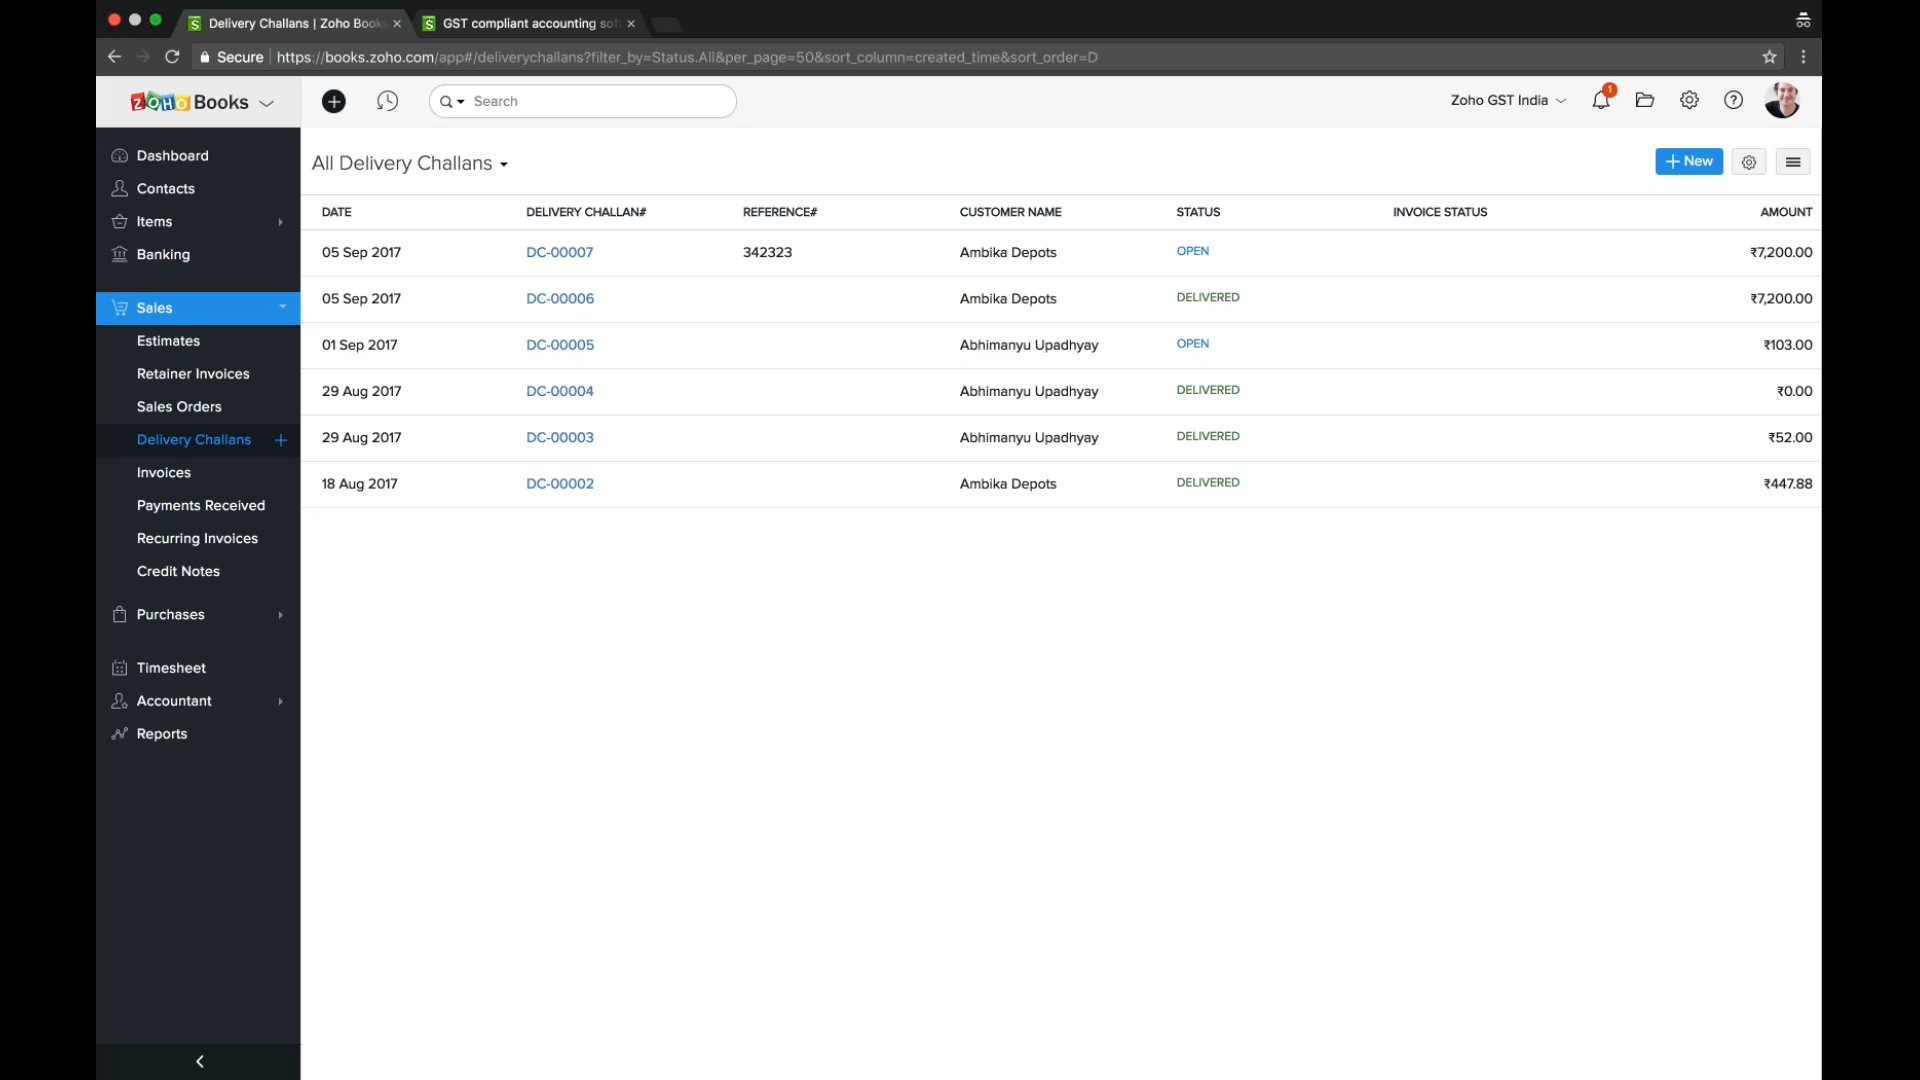 Delivery Challans | Zoho Book
GST compliant accounting so
Secure
https://books.zoho.com/app#/deliverychallans?filter_by=Status.All&per_page=50&sort_column=created_time&sort_order=D
ZOHO Books
Search
Zoho GST India
1
Dashboard
Contacts
Items
Banking
Sales
Estimates
Retainer Invoices
Sales Orders
Delivery Challans
Invoices
Payments Received
Recurring Invoices
Credit Notes
Purchases
Timesheet
Accountant
Reports
All Delivery Challans
New
DATE DELIVERY CHALLAN# REFERENCE# CUSTOMER NAME STATUS INVOICE STATUS AMOUNT
05 Sep 2017 DC-00007 342323 Ambika Depots OPEN ₹7,200.00
05 Sep 2017 DC-00006 Ambika Depots DELIVERED ₹7,200.00
01 Sep 2017 DC-00005 Abhimanyu Upadhyay OPEN ₹103.00
29 Aug 2017 DC-00004 Abhimanyu Upadhyay DELIVERED ₹0.00
29 Aug 2017 DC-00003 Abhimanyu Upadhyay DELIVERED ₹52.00
18 Aug 2017 DC-00002 Ambika Depots DELIVERED ₹447.88